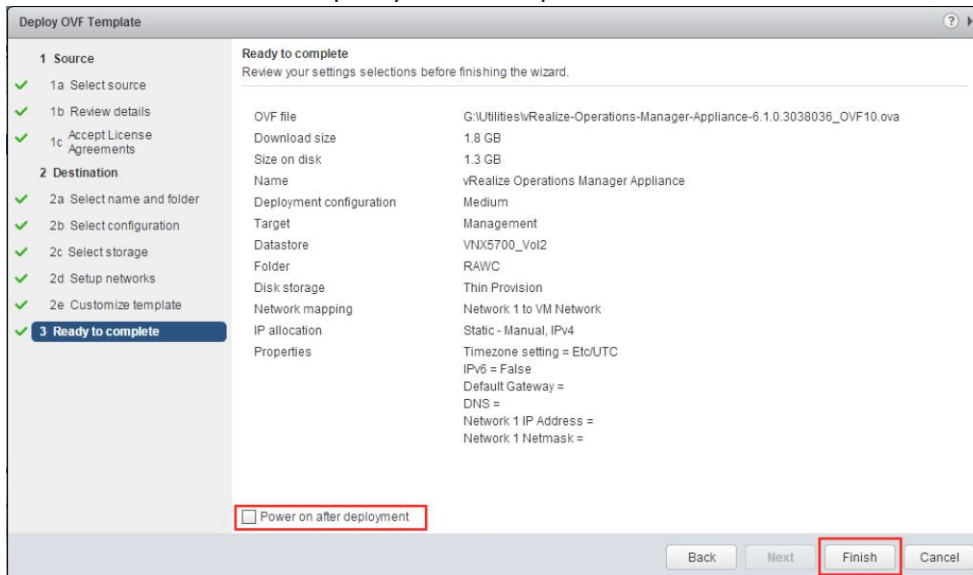 Deploy OVF Template
?
1 Source
1a Select source
1b Review details
1c Accept License
Agreements
2 Destination
2a Select name and folder
2b Select configuration
2c Select storage
2d Setup networks
2e Customize template
3 Ready to complete
Ready to complete
Review your settings selections before finishing the wizard.
OVF file G:\Utilities\vRealize-Operations-Manager-Appliance-6.1.0.3038036_OVF10.ova
Download size 1.8 GB
Size on disk 1.3 GB
Name vRealize Operations Manager Appliance
Deployment configuration Medium
Target Management
Datastore VNX5700_Vol2
Folder RAWC
Disk storage Thin Provision
Network mapping Network 1 to VM Network
IP allocation Static - Manual, IPv4
Properties Timezone setting = Etc/UTC
IPv6 = False
Default Gateway =
DNS =
Network 1 IP Address =
Network 1 Netmask =
Power on after deployment
Back Next Finish Cancel